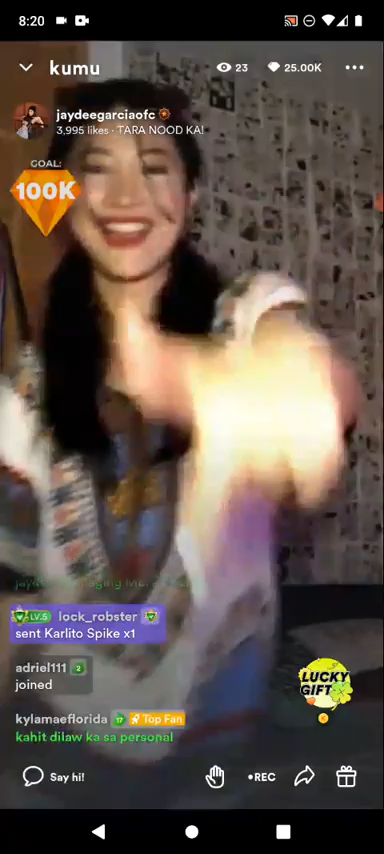 8:20
kumu
23
25.00K
jaydeegarciaofc
3,995 likes · TARA NOOD KA!
GOAL:
100K
LV.5 lock_robster
sent Karlito Spike x1
adriel111 2
joined
LUCKY
GIFT
kylamaeflorida 17 Top Fan
kahit dilaw ka sa personal
Say hi!
•REC